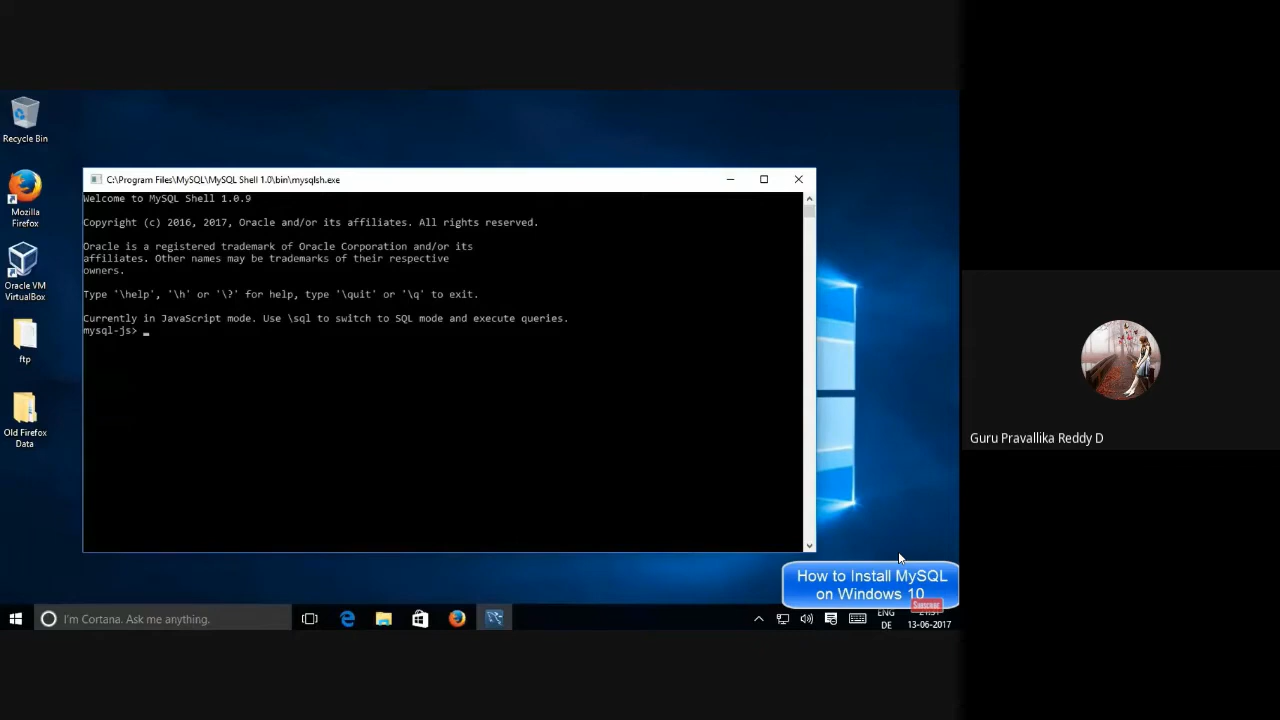 Recycle Bin
Mozilla
Firefox
Oracle VM
VirtualBox
ftp
Old Firefox
Data
C:\Program Files\MySQL\MySQL Shell 1.0\bin\mysqlsh.exe
Welcome to MySQL Shell 1.0.9
Copyright (c) 2016, 2017, Oracle and/or its affiliates. All rights reserved.
Oracle is a registered trademark of Oracle Corporation and/or its
affiliates. Other names may be trademarks of their respective
owners.
Type '\help', '\h' or '\?' for help, type '\quit' or '\q' to exit.
Currently in JavaScript mode. Use \sql to switch to SQL mode and execute queries.
mysql-js> _
Guru Pravallika Reddy D
How to Install MySQL
on Windows 10
SUBSCRIBE
I'm Cortana. Ask me anything.
ENG
DE
13-06-2017